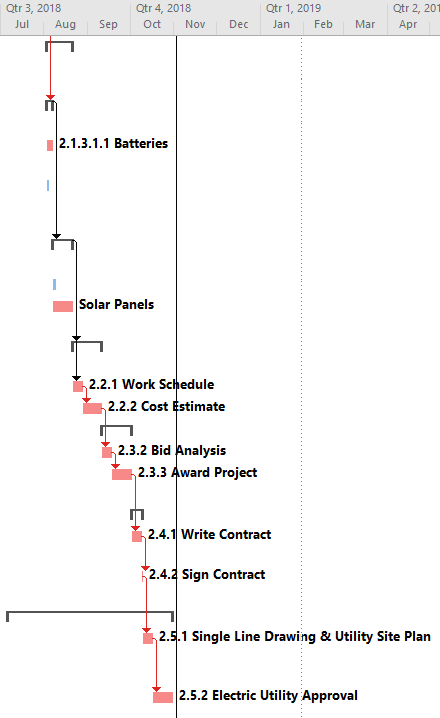 Qtr 3, 2018 Qtr 4, 2018 Qtr 1, 2019 Qtr 2, 201
Jul Aug Sep Oct Nov Dec Jan Feb Mar Apr
2.1.3.1.1 Batteries
Solar Panels
2.2.1 Work Schedule
2.2.2 Cost Estimate
2.3.2 Bid Analysis
2.3.3 Award Project
2.4.1 Write Contract
2.4.2 Sign Contract
2.5.1 Single Line Drawing & Utility Site Plan
2.5.2 Electric Utility Approval